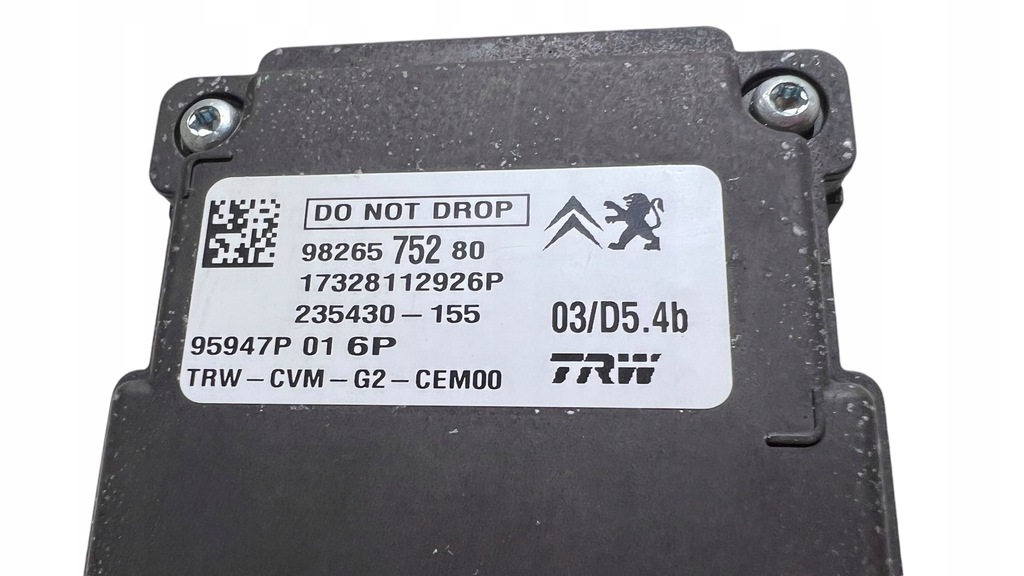 DO NOT DROP
98265 752 80
17328112926P
235430-155
03/D5.4b
95947P 01 6P
TRW
TRW-CVM-G2-CEM00